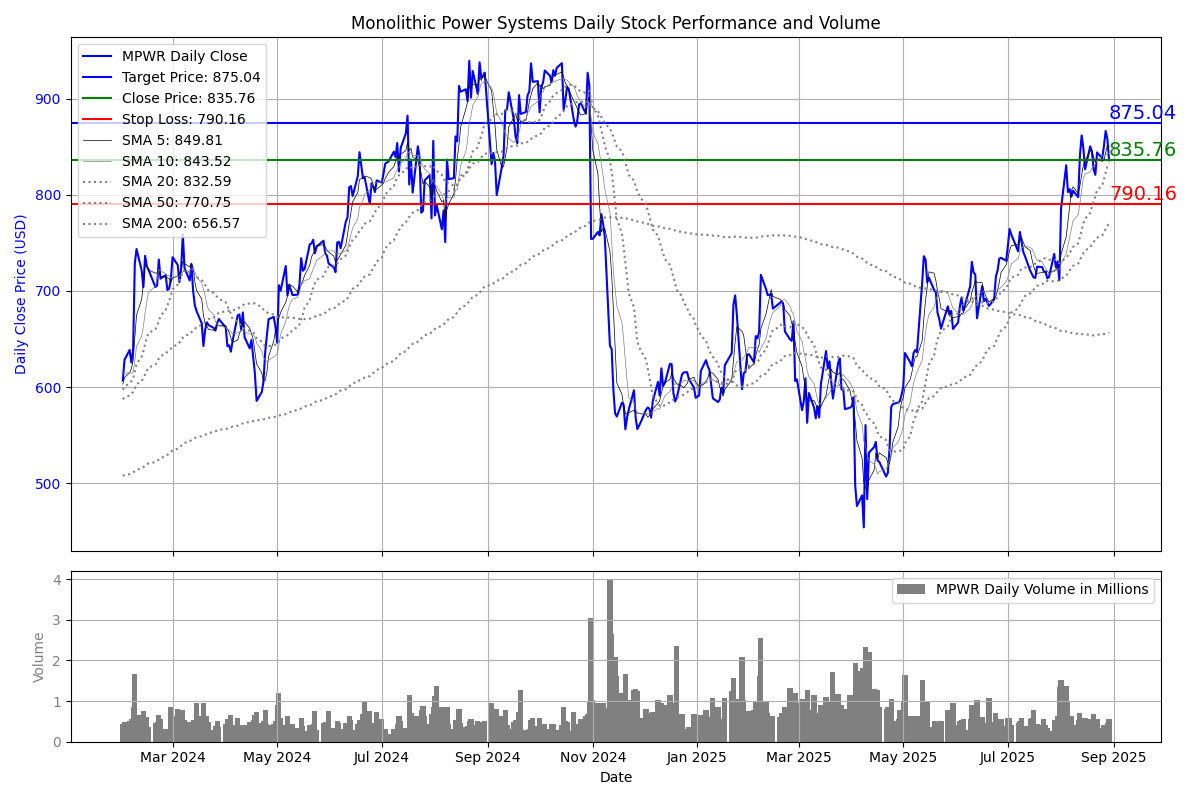 Monolithic Power Systems Daily Stock Performance and Volume
MPWR Daily Close
Target Price: 875.04
Close Price: 835.76
Stop Loss: 790.16
SMA 5: 849.81
SMA 10: 843.52
SMA 20: 832.59
SMA 50: 770.75
SMA 200: 656.57
875.04
835.76
790.16
Daily Close Price (USD)
900
800
700
600
500
MPWR Daily Volume in Millions
Volume
4
3
2
1
0
Mar 2024
May 2024
Jul 2024
Sep 2024
Nov 2024
Jan 2025
Mar 2025
May 2025
Jul 2025
Sep 2025
Date